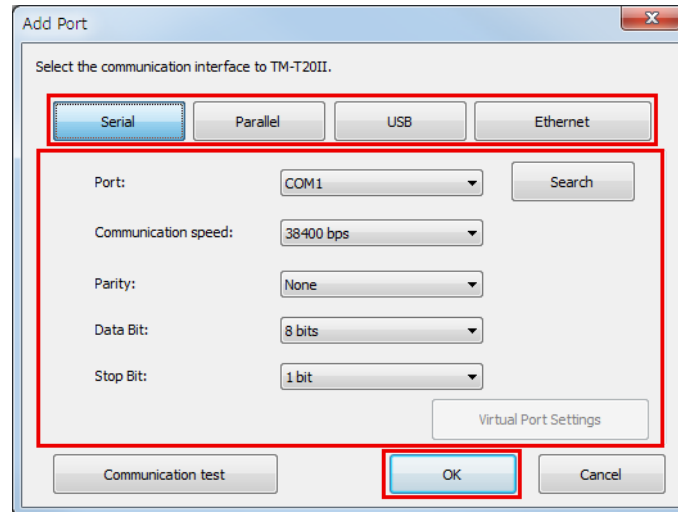 Add Port
x
Select the communication interface to TM-T20II.
Serial Parallel USB Ethernet
Port: COM1 Search
Communication speed: 38400 bps
Parity: None
Data Bit: 8 bits
Stop Bit: 1 bit
Virtual Port Settings
Communication test OK Cancel